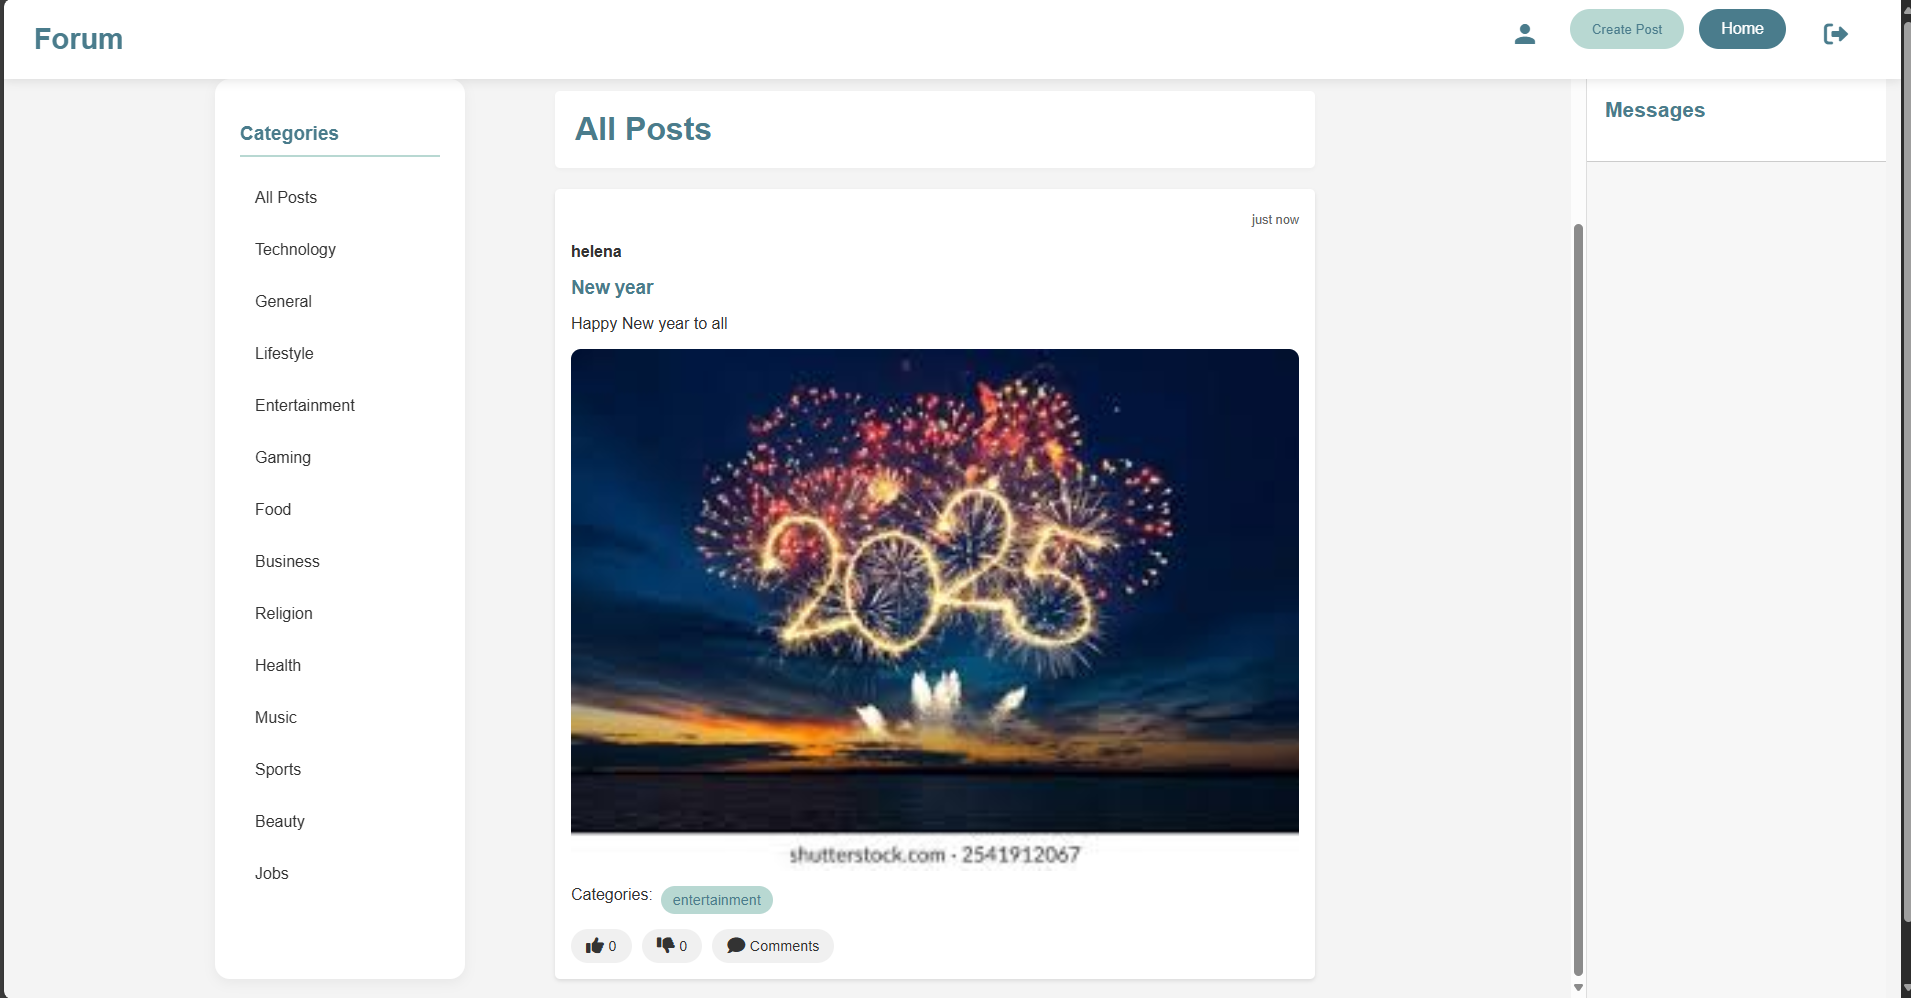 Forum
Create Post
Home
Categories
All Posts
Technology
General
Lifestyle
Entertainment
Gaming
Food
Business
Religion
Health
Music
Sports
Beauty
Jobs
All Posts
just now
helena
New year
Happy New year to all
2025
shutterstock.com · 2541912067
Categories: entertainment
0 0 Comments
Messages